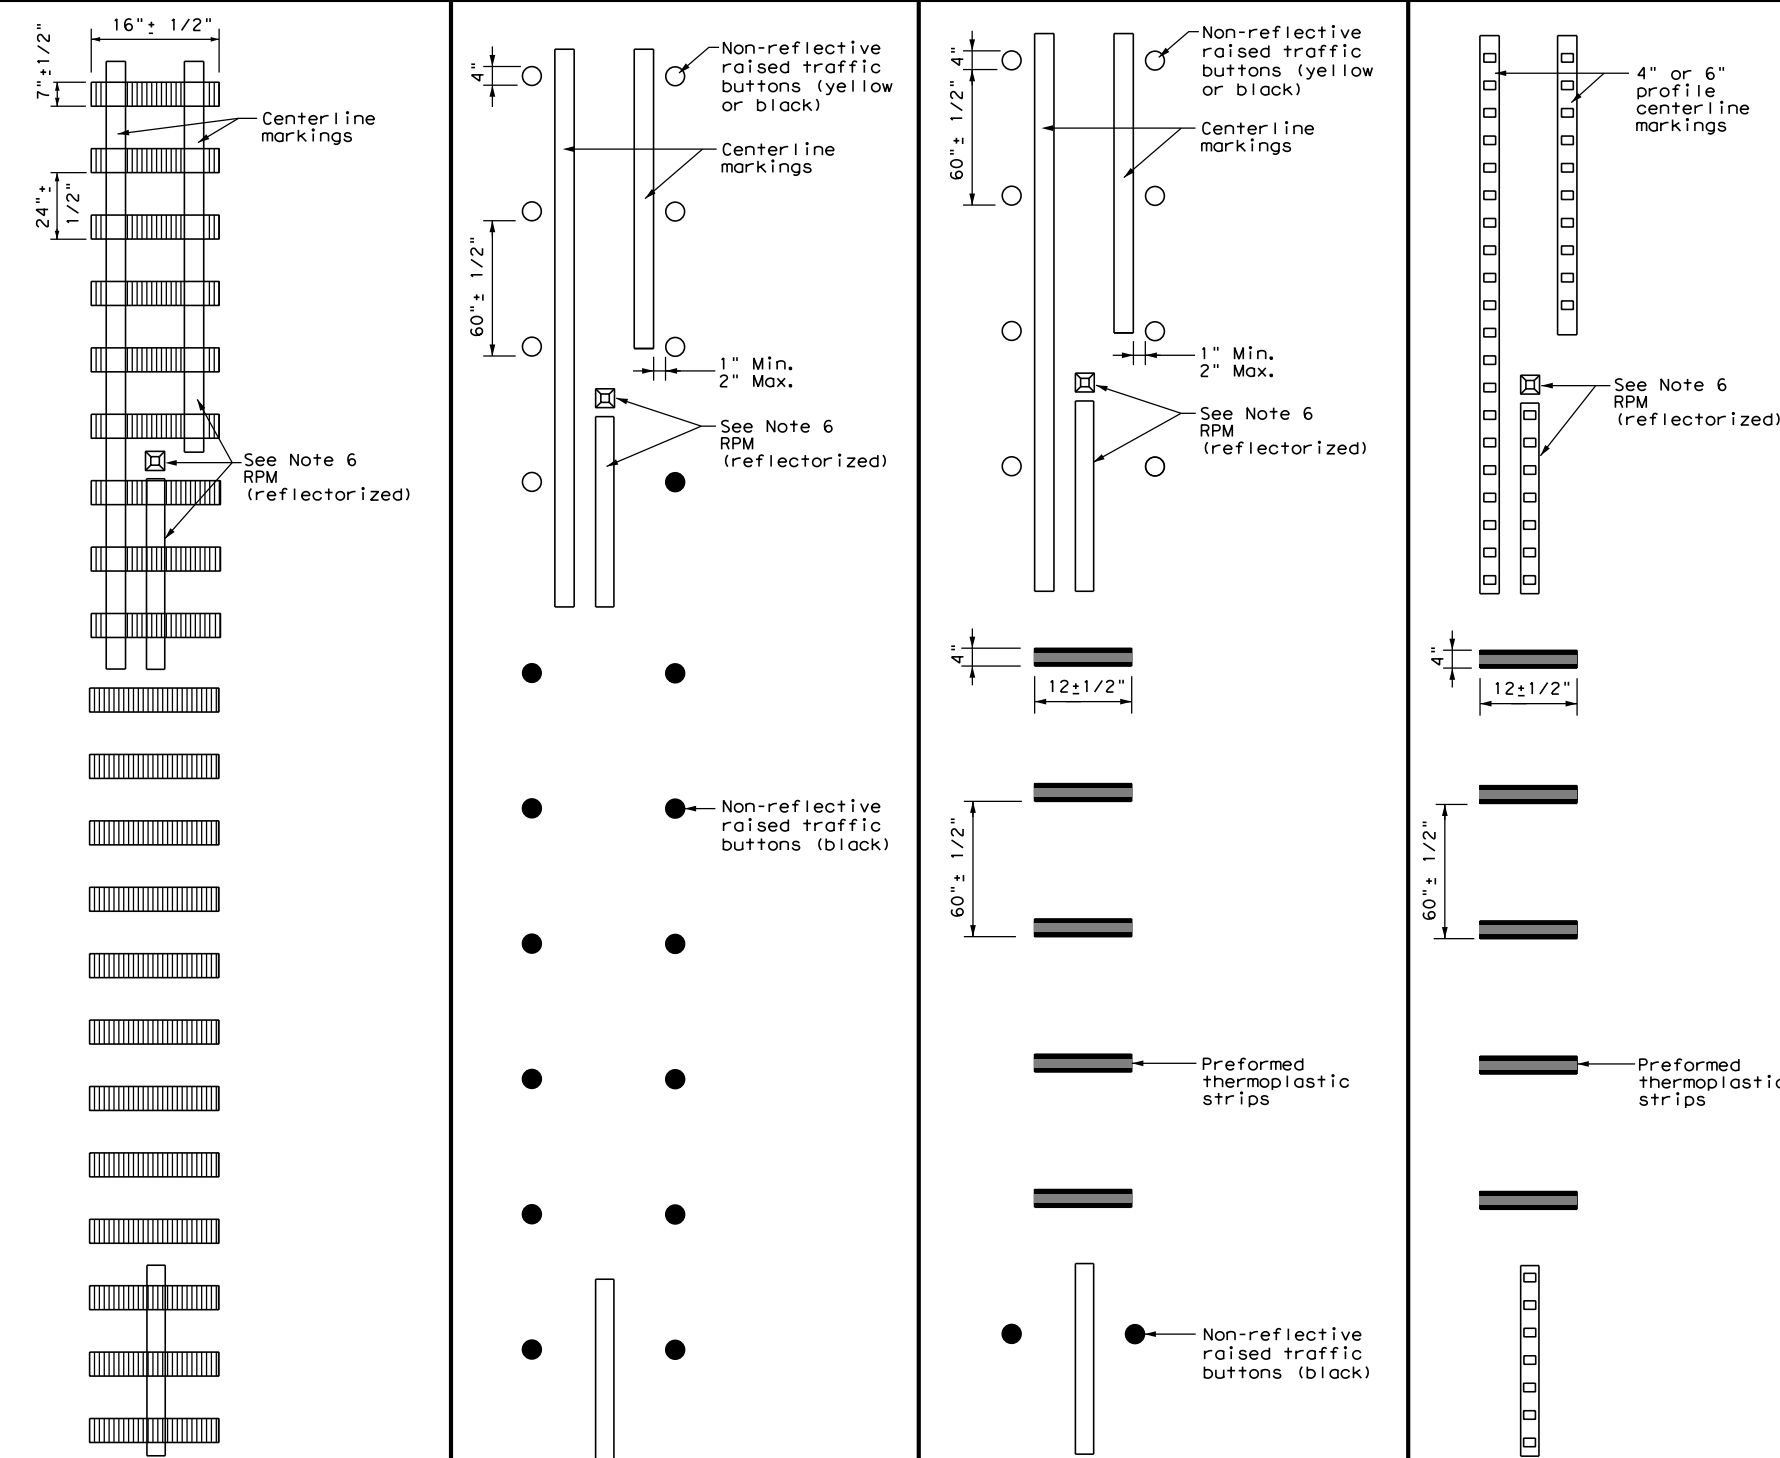 16"± 1/2"
7"±1/2"
Centerline
markings
24"±
1/2"
See Note 6
RPM
(reflectorized)
4"
Non-reflective
raised traffic
buttons (yellow
or black)
Centerline
markings
60"± 1/2"
1" Min.
2" Max.
See Note 6
RPM
(reflectorized)
Non-reflective
raised traffic
buttons (black)
4"
Non-reflective
raised traffic
buttons (yellow
or black)
60"± 1/2"
Centerline
markings
1" Min.
2" Max.
See Note 6
RPM
(reflectorized)
4"
12±1/2"
60"± 1/2"
Preformed
thermoplastic
strips
Non-reflective
raised traffic
buttons (black)
4" or 6"
profile
centerline
markings
See Note 6
RPM
(reflectorized)
4"
12±1/2"
60"± 1/2"
Preformed
thermoplastic
strips